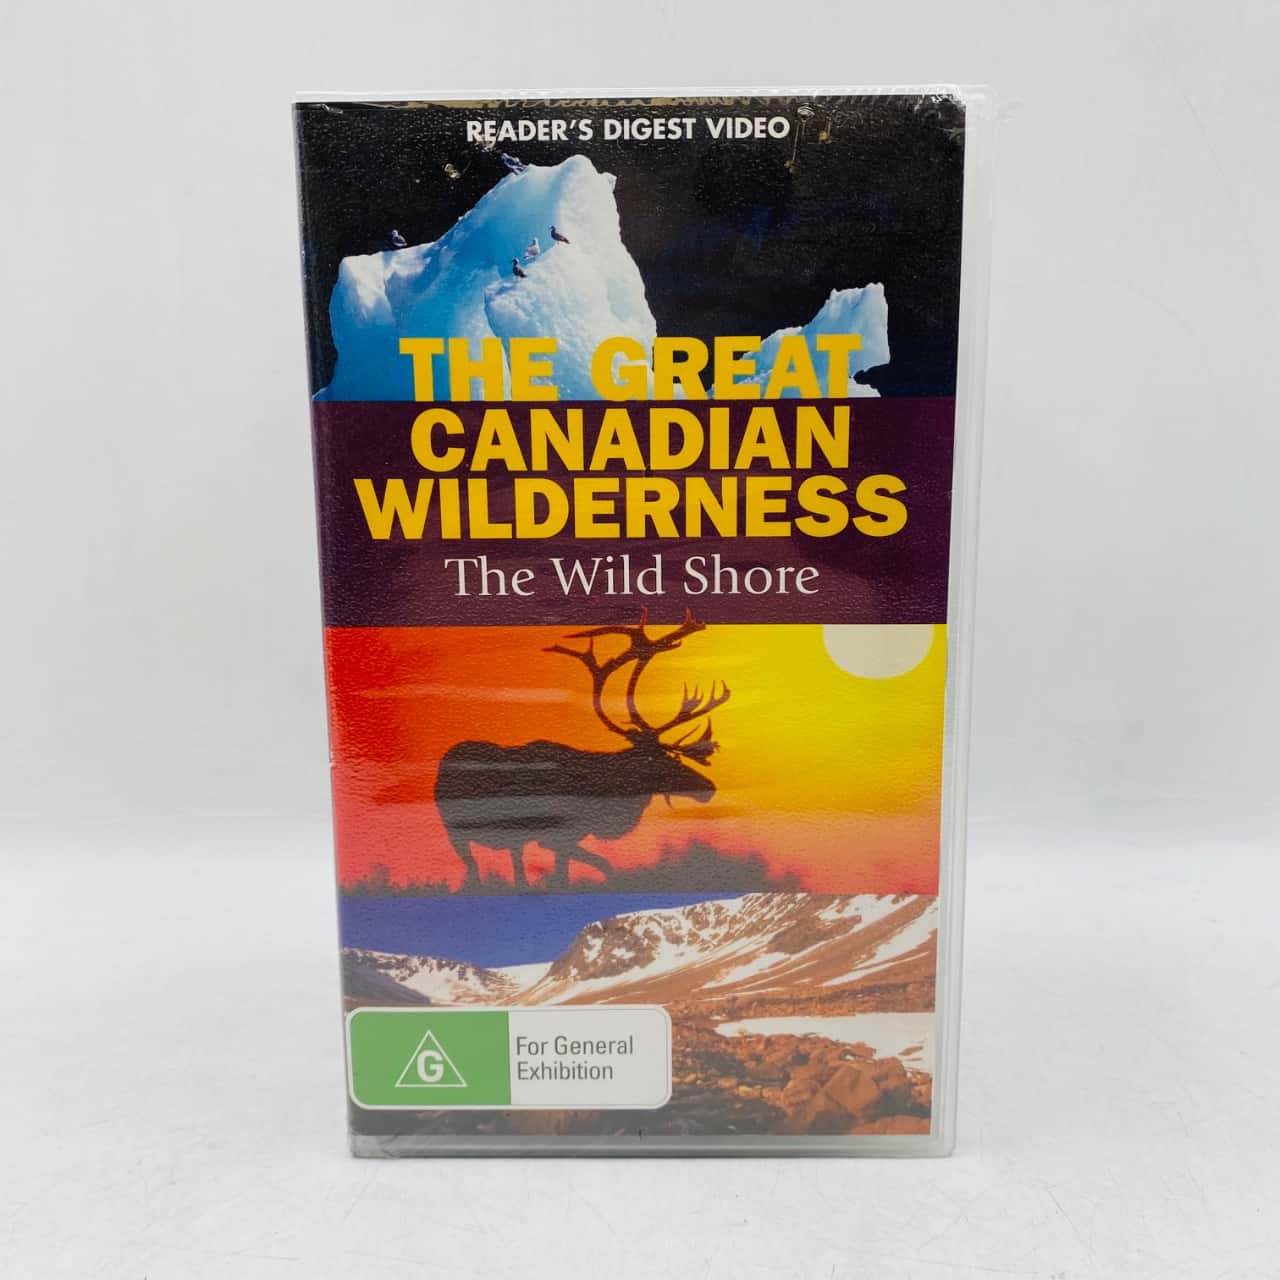 READER'S DIGEST VIDEO
THE GREAT
CANADIAN
WILDERNESS
The Wild Shore
G
For General
Exhibition